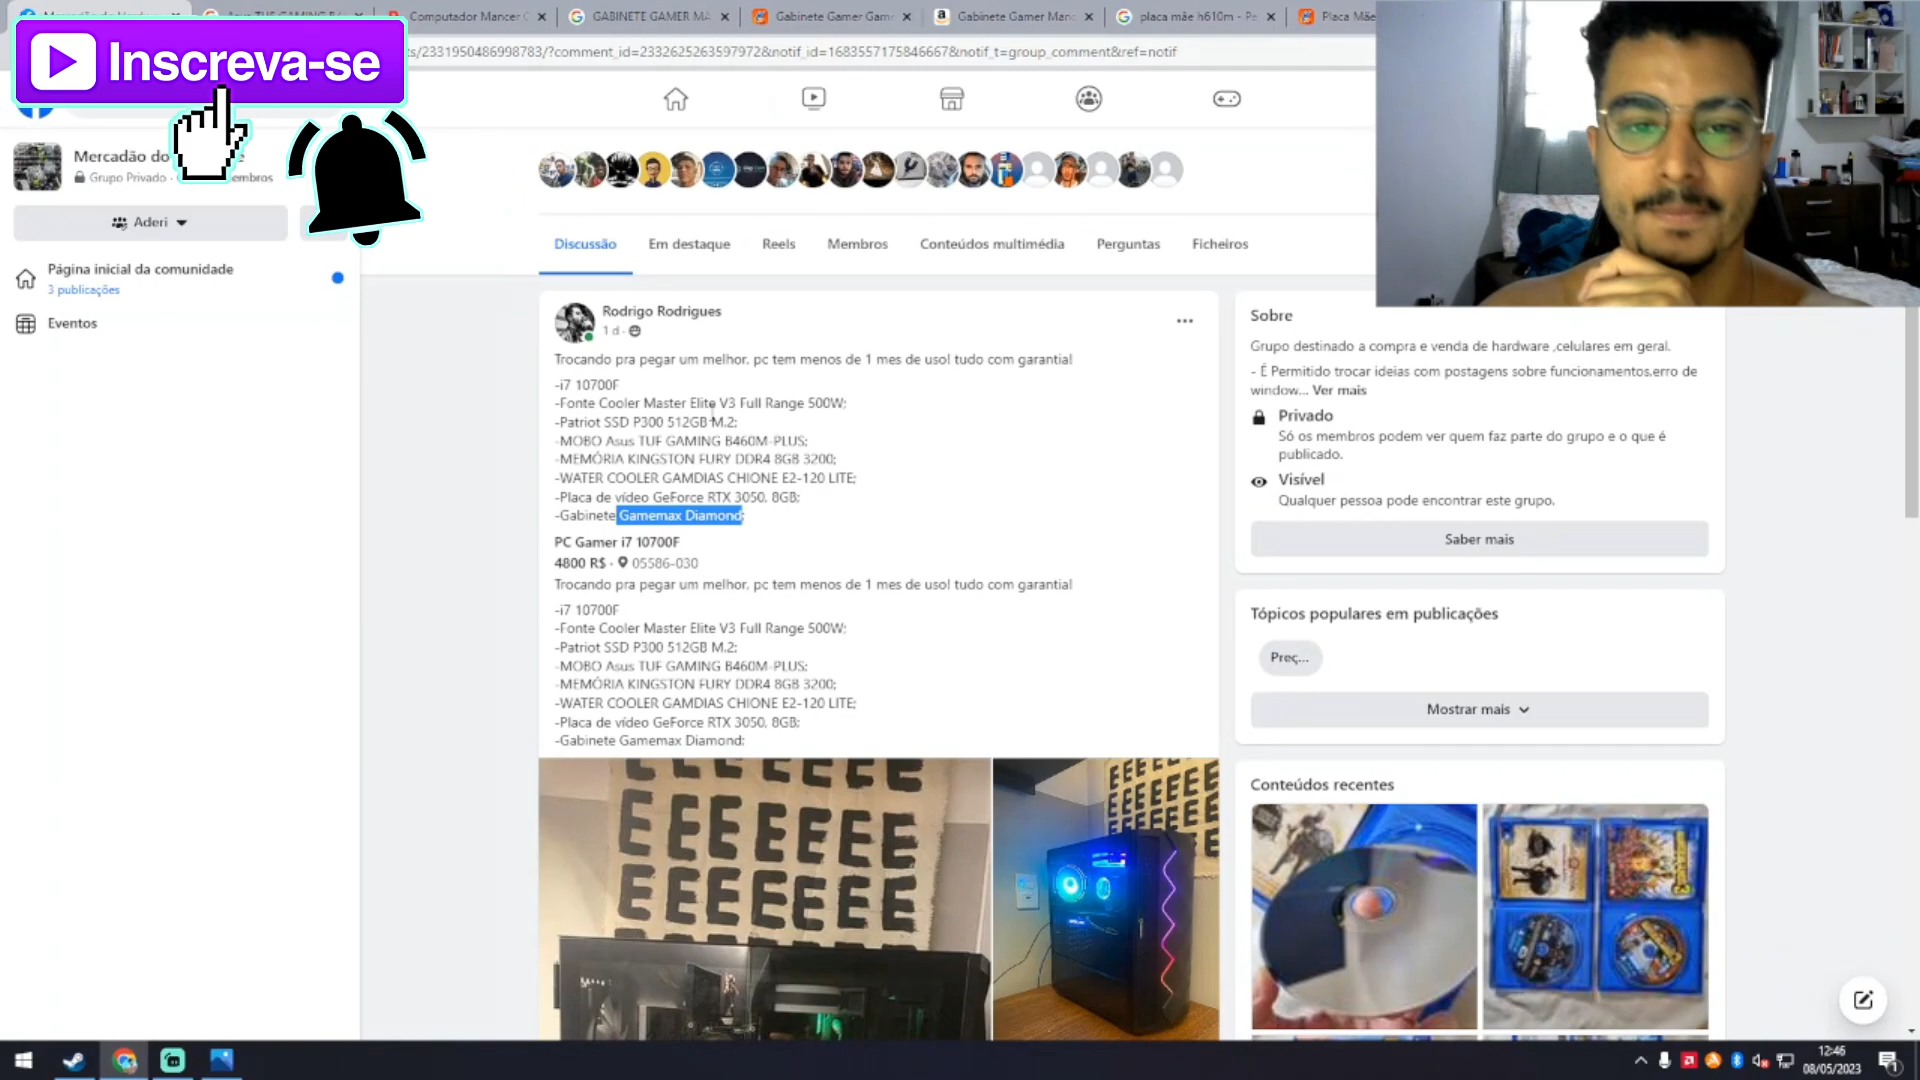 Computador Mancer C
GABINETE GAMER MA
Gabinete Gamer Gam
Gabinete Gamer Manc
placa mãe h610m - Pe
Placa Mãe
Inscreva-se
s/2331950486998783/?comment_id=2332625263597972&notif_id=1683557175846667&notif_t=group_comment&ref=notif
Mercadão do
Grupo Privado ·
embros
Aderi
Página inicial da comunidade
3 publicações
Eventos
Discussão
Em destaque
Reels
Membros
Conteúdos multimédia
Perguntas
Ficheiros
Rodrigo Rodrigues
1 d ·
Trocando pra pegar um melhor, pc tem menos de 1 mes de uso! tudo com garantia!
-i7 10700F
-Fonte Cooler Master Elite V3 Full Range 500W;
-Patriot SSD P300 512GB M.2;
-MOBO Asus TUF GAMING B460M-PLUS;
-MEMÓRIA KINGSTON FURY DDR4 8GB 3200;
-WATER COOLER GAMDIAS CHIONE E2-120 LITE;
-Placa de vídeo GeForce RTX 3050, 8GB;
-Gabinete Gamemax Diamond;
PC Gamer i7 10700F
4800 R$ · 05586-030
Trocando pra pegar um melhor, pc tem menos de 1 mes de uso! tudo com garantia!
-i7 10700F
-Fonte Cooler Master Elite V3 Full Range 500W;
-Patriot SSD P300 512GB M.2;
-MOBO Asus TUF GAMING B460M-PLUS;
-MEMÓRIA KINGSTON FURY DDR4 8GB 3200;
-WATER COOLER GAMDIAS CHIONE E2-120 LITE;
-Placa de vídeo GeForce RTX 3050, 8GB;
-Gabinete Gamemax Diamond;
Sobre
Grupo destinado a compra e venda de hardware ,celulares em geral.
- É Permitido trocar ideias com postagens sobre funcionamentos,erro de
window... Ver mais
Privado
Só os membros podem ver quem faz parte do grupo e o que é
publicado.
Visível
Qualquer pessoa pode encontrar este grupo.
Saber mais
Tópicos populares em publicações
Preç...
Mostrar mais
Conteúdos recentes
EEEEE
EEEEEE
EEEEEE
12:46
08/05/2023